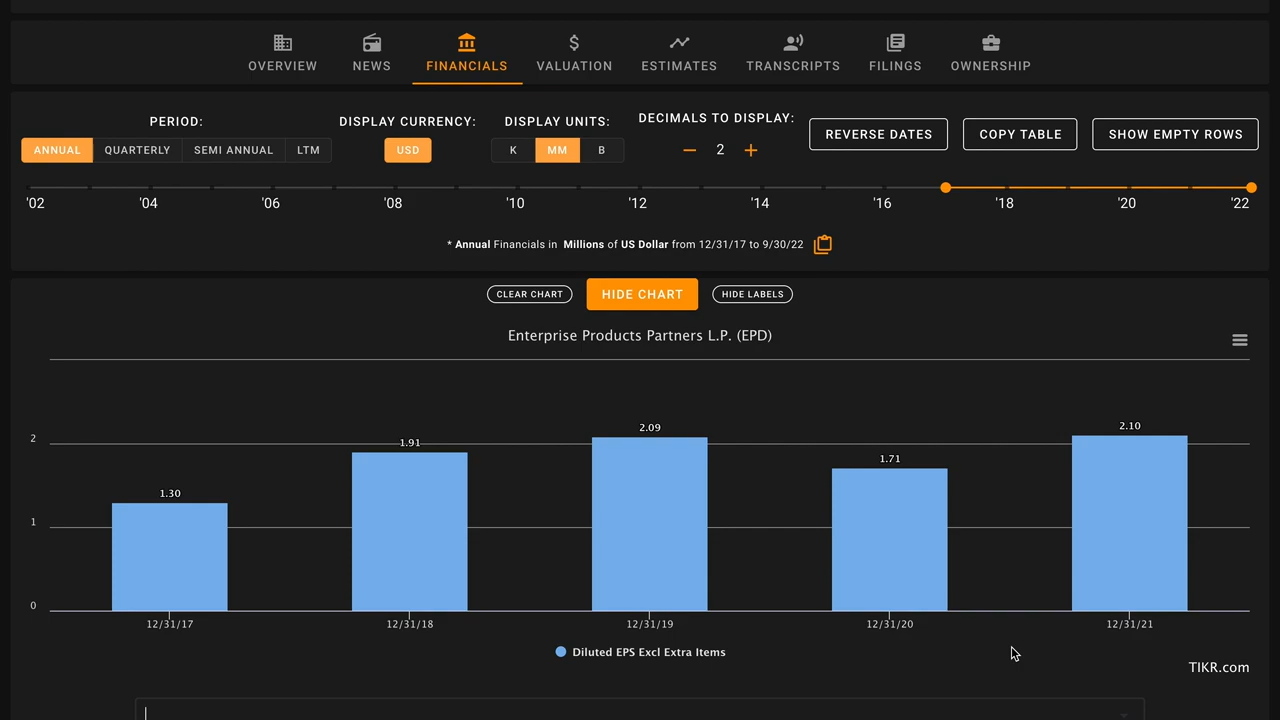 OVERVIEW NEWS FINANCIALS VALUATION ESTIMATES TRANSCRIPTS FILINGS OWNERSHIP
PERIOD: DISPLAY CURRENCY: DISPLAY UNITS: DECIMALS TO DISPLAY:
ANNUAL QUARTERLY SEMI ANNUAL LTM USD K MM B − 2 + REVERSE DATES COPY TABLE SHOW EMPTY ROWS
'02 '04 '06 '08 '10 '12 '14 '16 '18 '20 '22
* Annual Financials in Millions of US Dollar from 12/31/17 to 9/30/22
CLEAR CHART HIDE CHART HIDE LABELS
Enterprise Products Partners L.P. (EPD)
2
1
0
1.30 1.91 2.09 1.71 2.10
12/31/17 12/31/18 12/31/19 12/31/20 12/31/21
Diluted EPS Excl Extra Items
TIKR.com